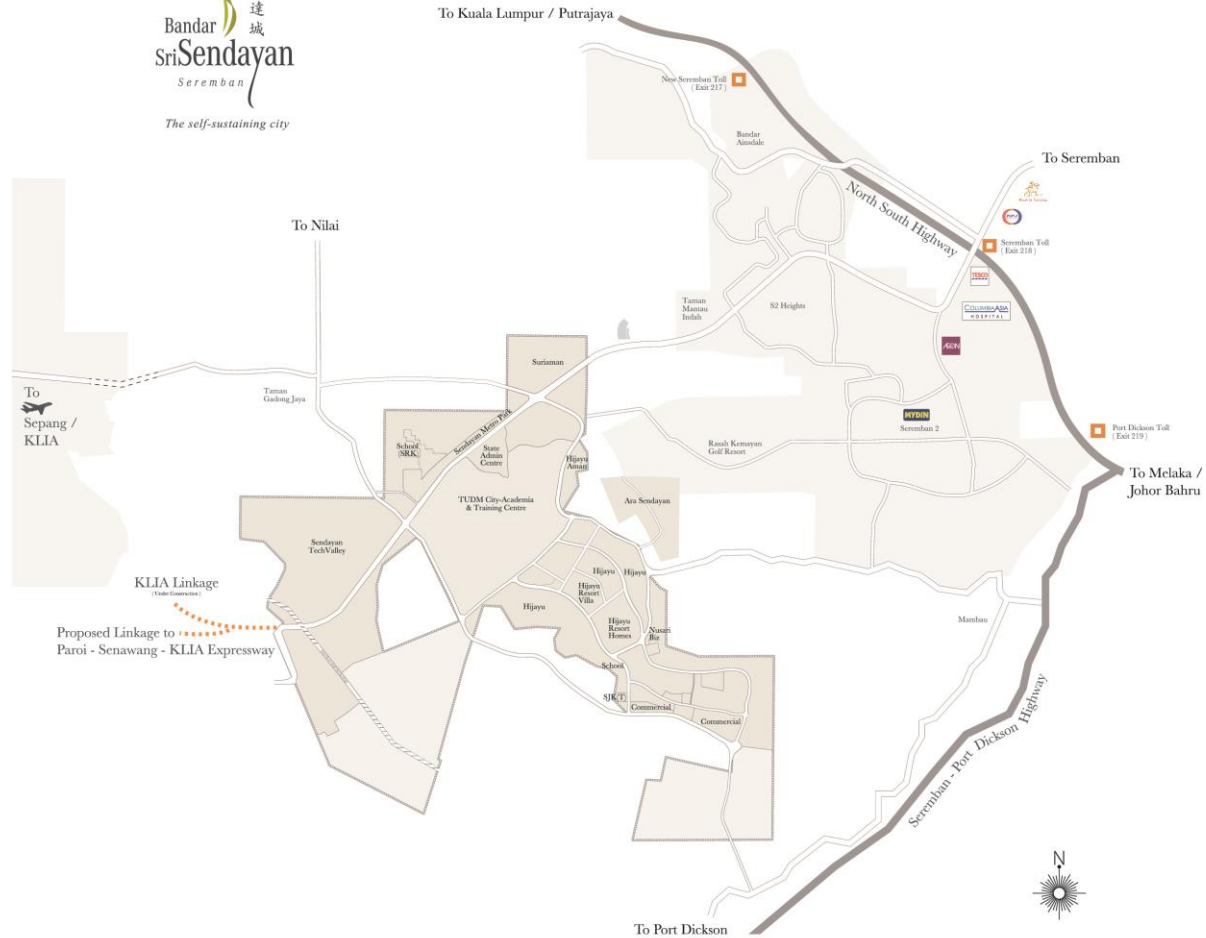 達
城
Bandar
SriSendayan
Seremban
The self-sustaining city
To Kuala Lumpur / Putrajaya
New Seremban Toll
( Exit 217 )
Bandar
Ainsdale
To Seremban
North South Highway
Seremban Toll
( Exit 218 )
TESCO
COLUMBIA ASIA
HOSPITAL
AEON
MYDIN
Seremban 2
Port Dickson Toll
( Exit 219 )
To Melaka /
Johor Bahru
To Nilai
Taman
Mamau
Indah
S2 Heights
Suriaman
To
Sepang /
KLIA
Taman
Gadong Jaya
Sendayan Metro Park
School
(SRK)
State
Admin
Centre
Hijayu
Aman
Rasah Kemayan
Golf Resort
TUDM City-Academia
& Training Centre
Ara Sendayan
Sendayan
TechValley
KLIA Linkage
( Under Construction )
Proposed Linkage to
Paroi - Senawang - KLIA Expressway
Hijayu
Hijayu
Hijayu
Resort
Villa
Hijayu
Hijayu
Resort
Homes
Nusari
Biz
School
SJK(T)
Commercial
Commercial
Mambau
Seremban - Port Dickson Highway
To Port Dickson
N